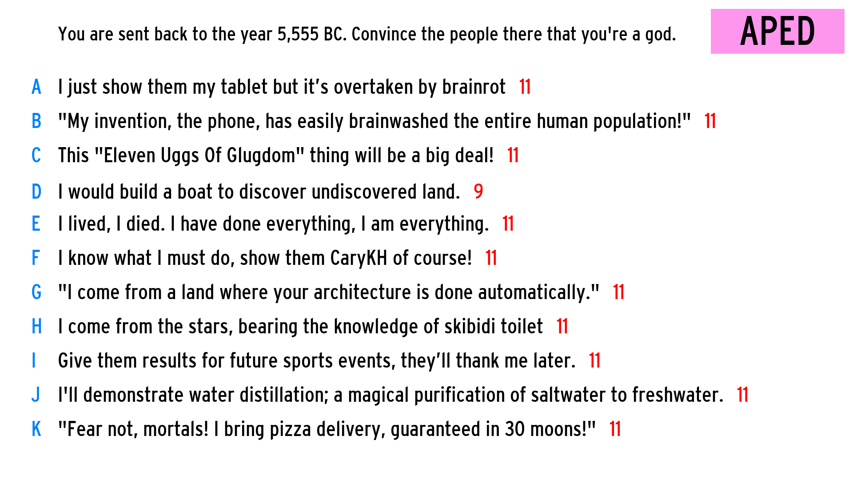 You are sent back to the year 5,555 BC. Convince the people there that you're a god.
APED
A I just show them my tablet but it’s overtaken by brainrot 11
B "My invention, the phone, has easily brainwashed the entire human population!" 11
C This "Eleven Uggs Of Glugdom" thing will be a big deal! 11
D I would build a boat to discover undiscovered land. 9
E I lived, I died. I have done everything, I am everything. 11
F I know what I must do, show them CaryKH of course! 11
G "I come from a land where your architecture is done automatically." 11
H I come from the stars, bearing the knowledge of skibidi toilet 11
I Give them results for future sports events, they’ll thank me later. 11
J I'll demonstrate water distillation; a magical purification of saltwater to freshwater. 11
K "Fear not, mortals! I bring pizza delivery, guaranteed in 30 moons!" 11